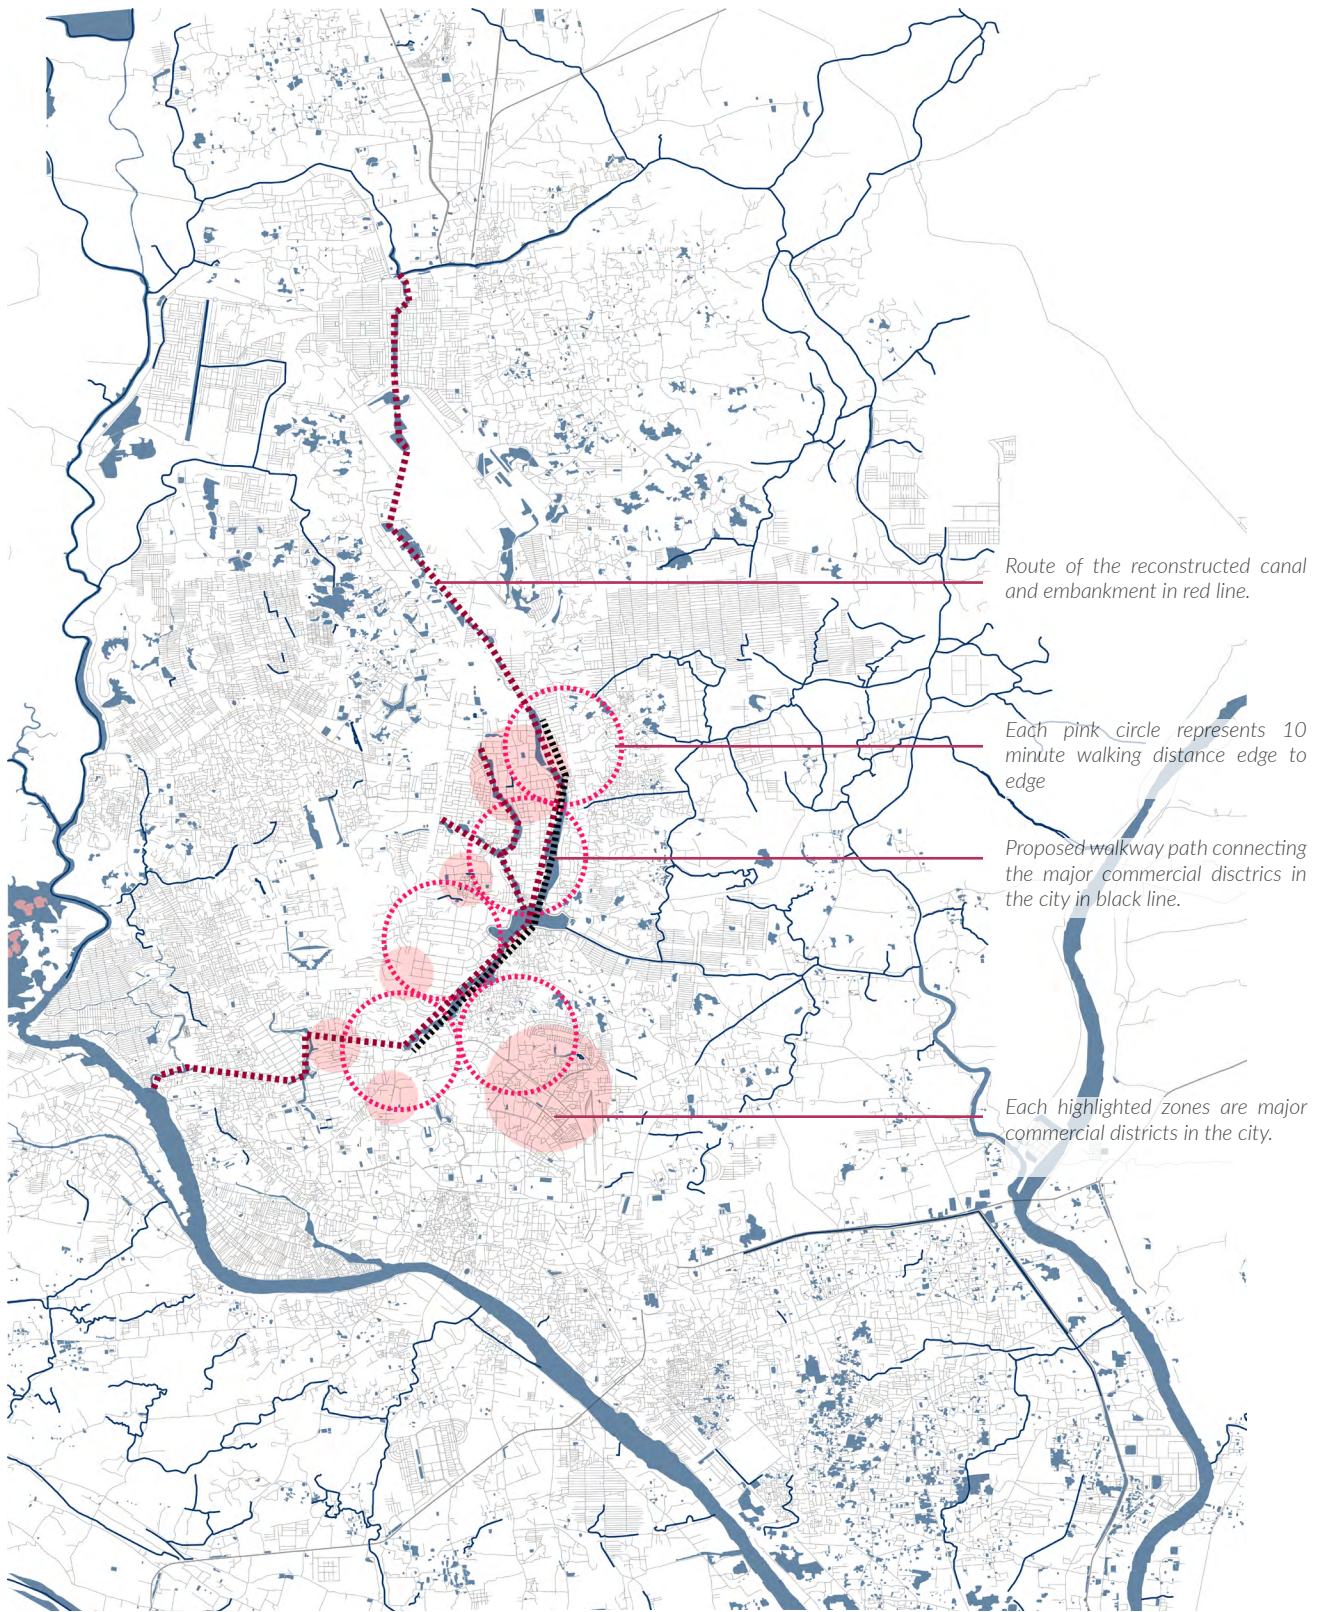 Route of the reconstructed canal
and embankment in red line.
Each pink circle represents 10
minute walking distance edge to
edge
Proposed walkway path connecting
the major commercial disctrics in
the city in black line.
Each highlighted zones are major
commercial districts in the city.